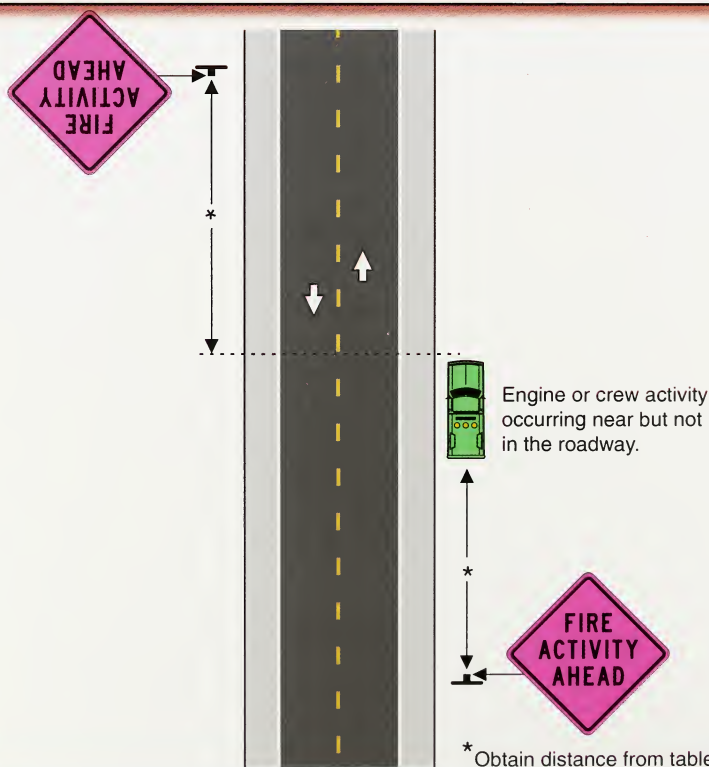 FIRE
ACTIVITY
AHEAD
*
Engine or crew activity
occurring near but not
in the roadway.
*
FIRE
ACTIVITY
AHEAD
*Obtain distance from table